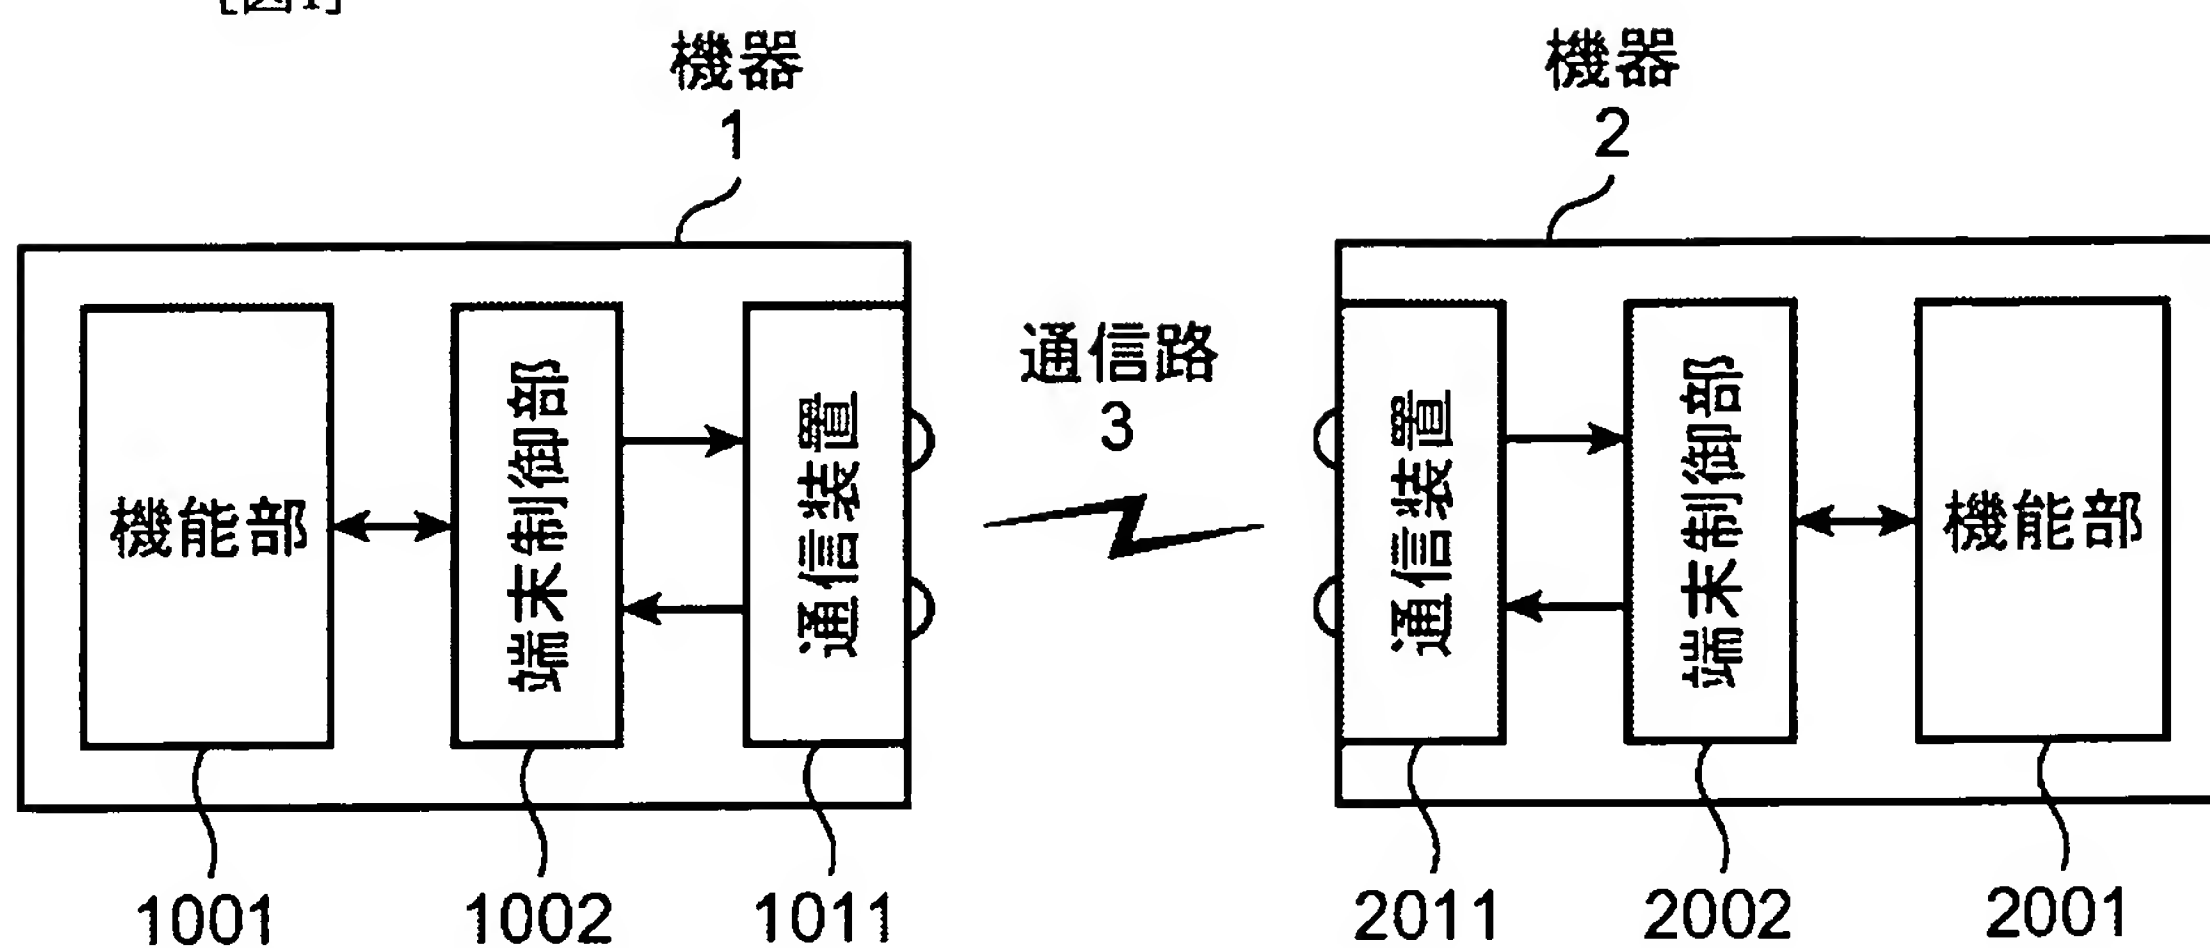 [図1]
機器
1
機器
2
通信路
3
機能部
端末制御部
通信装置
通信装置
端末制御部
機能部
1001
1002
1011
2011
2002
2001